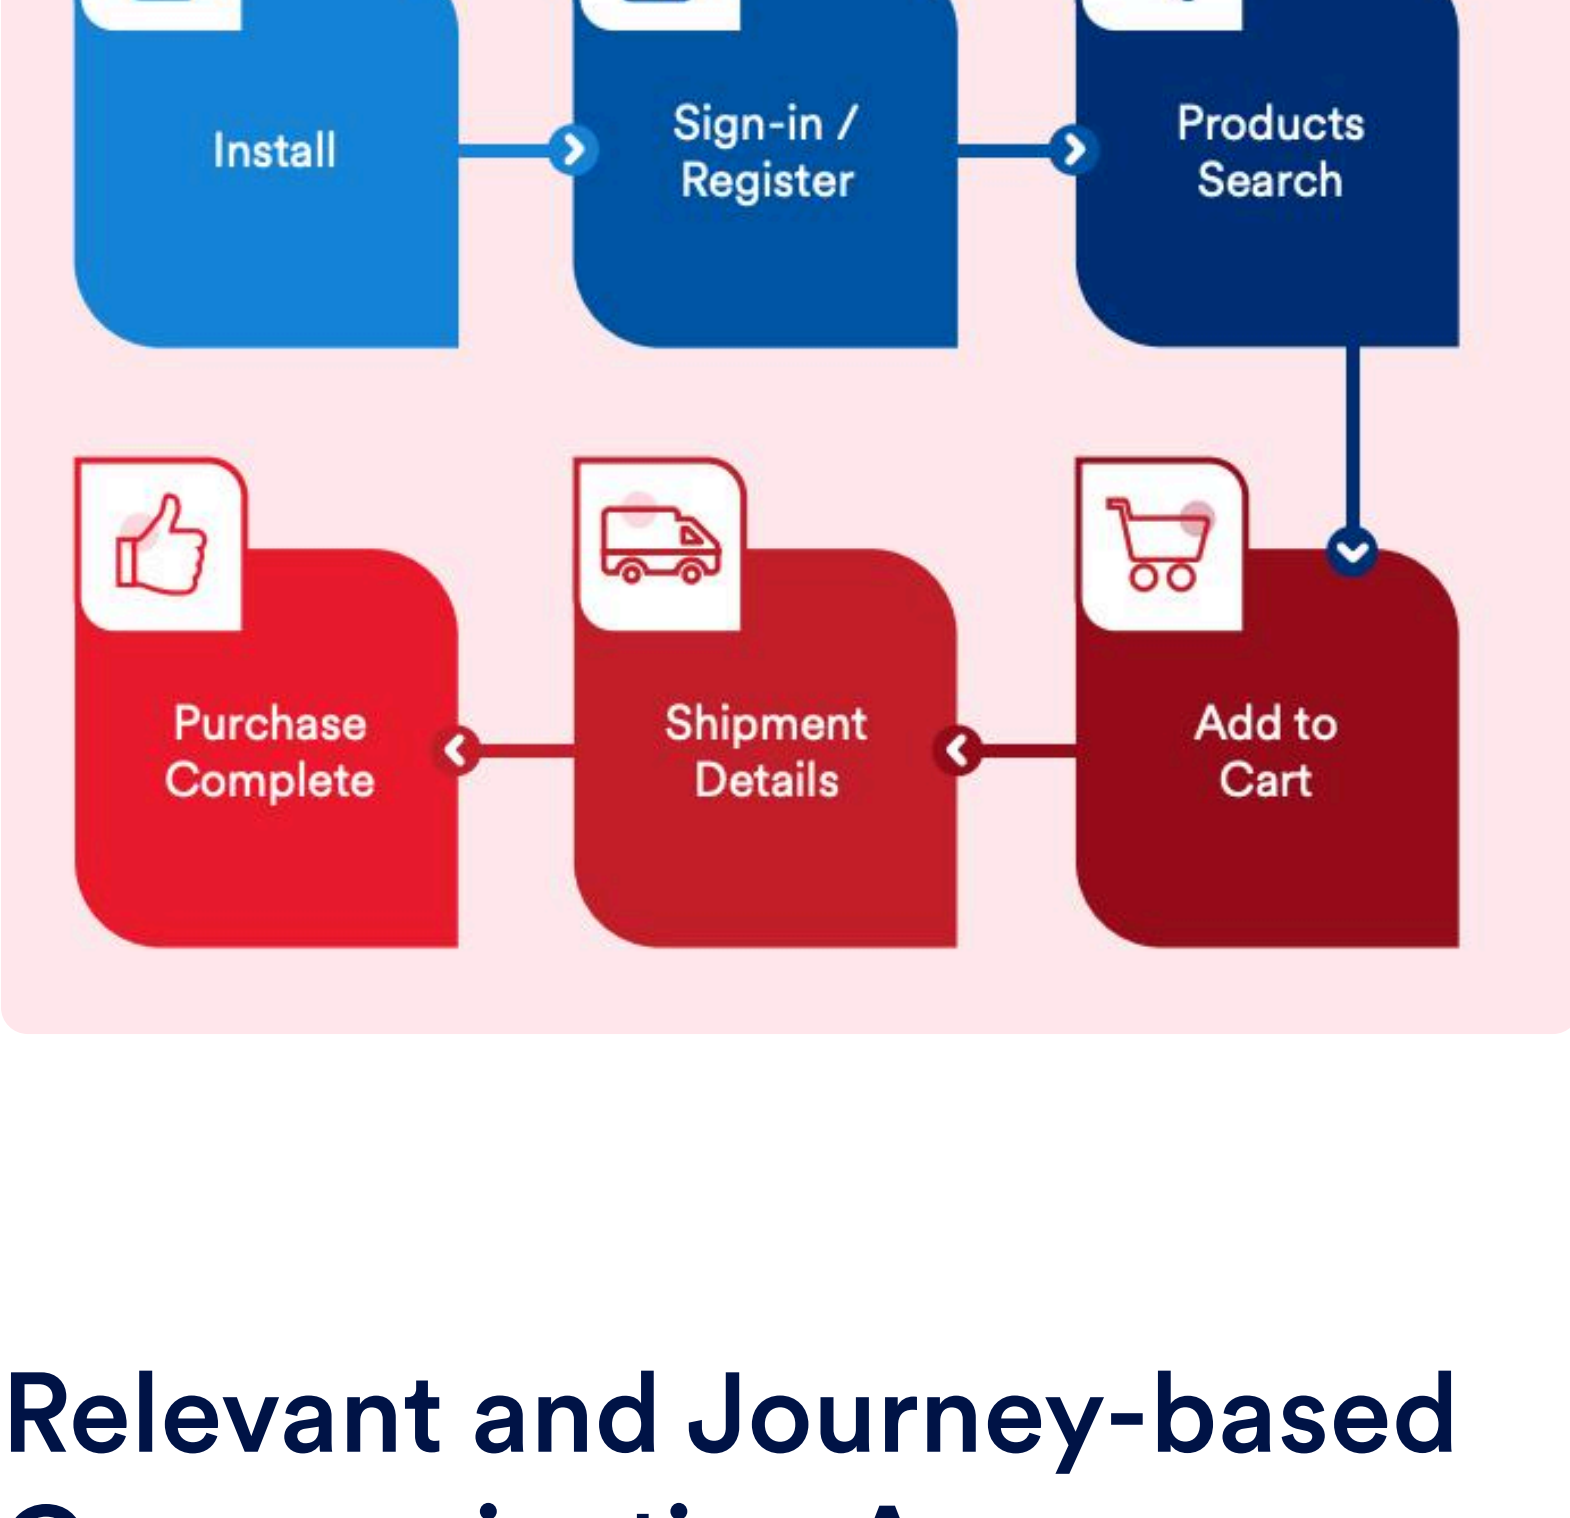 Install
Sign-in /
Register
Products
Search
Purchase
Complete
Shipment
Details
Add to
Cart
Relevant and Journey-based